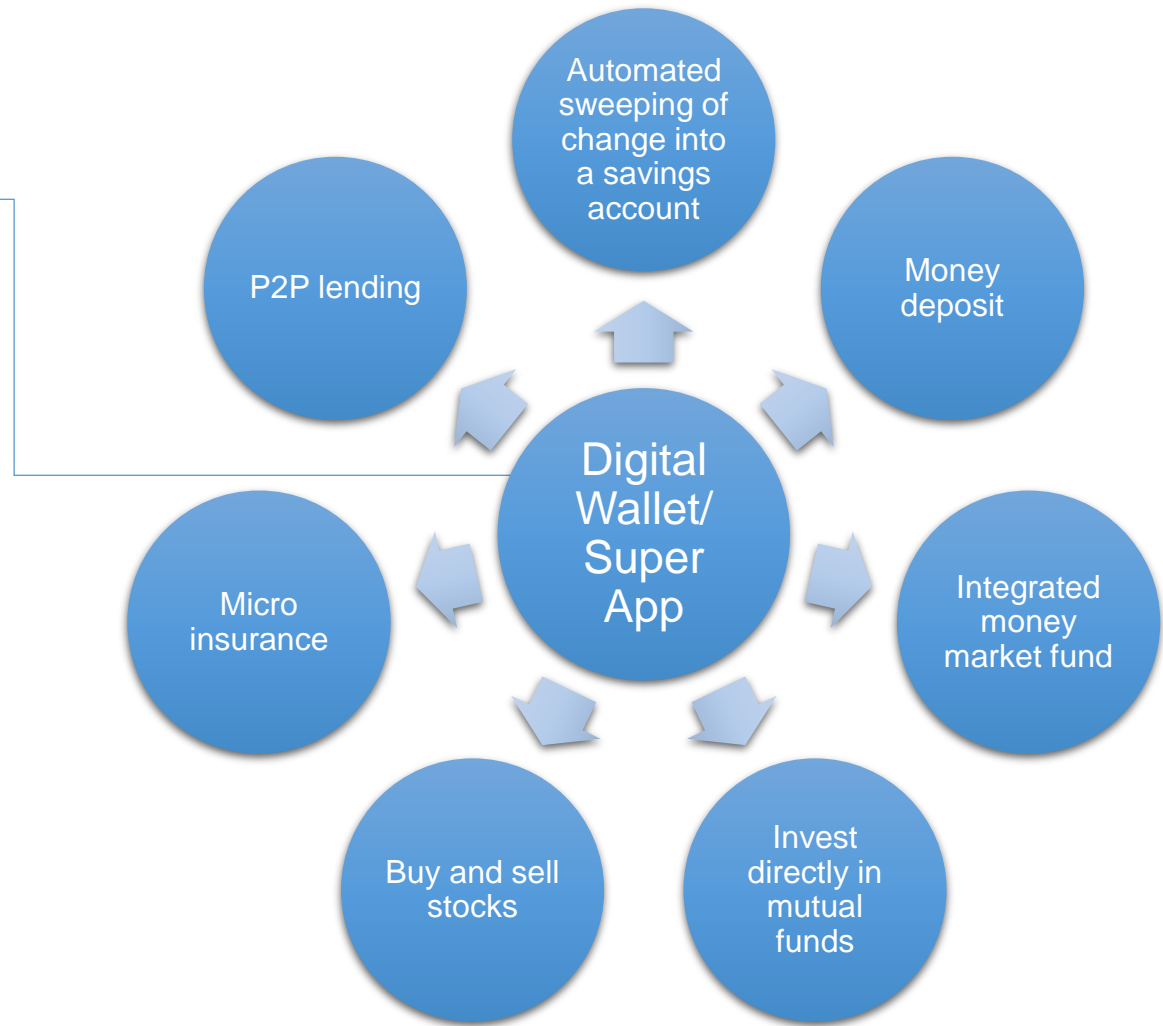 Automated
sweeping of
change into
a savings
account
P2P lending
Money
deposit
Digital
Wallet/
Super
App
Micro
insurance
Integrated
money
market fund
Buy and sell
stocks
Invest
directly in
mutual
funds